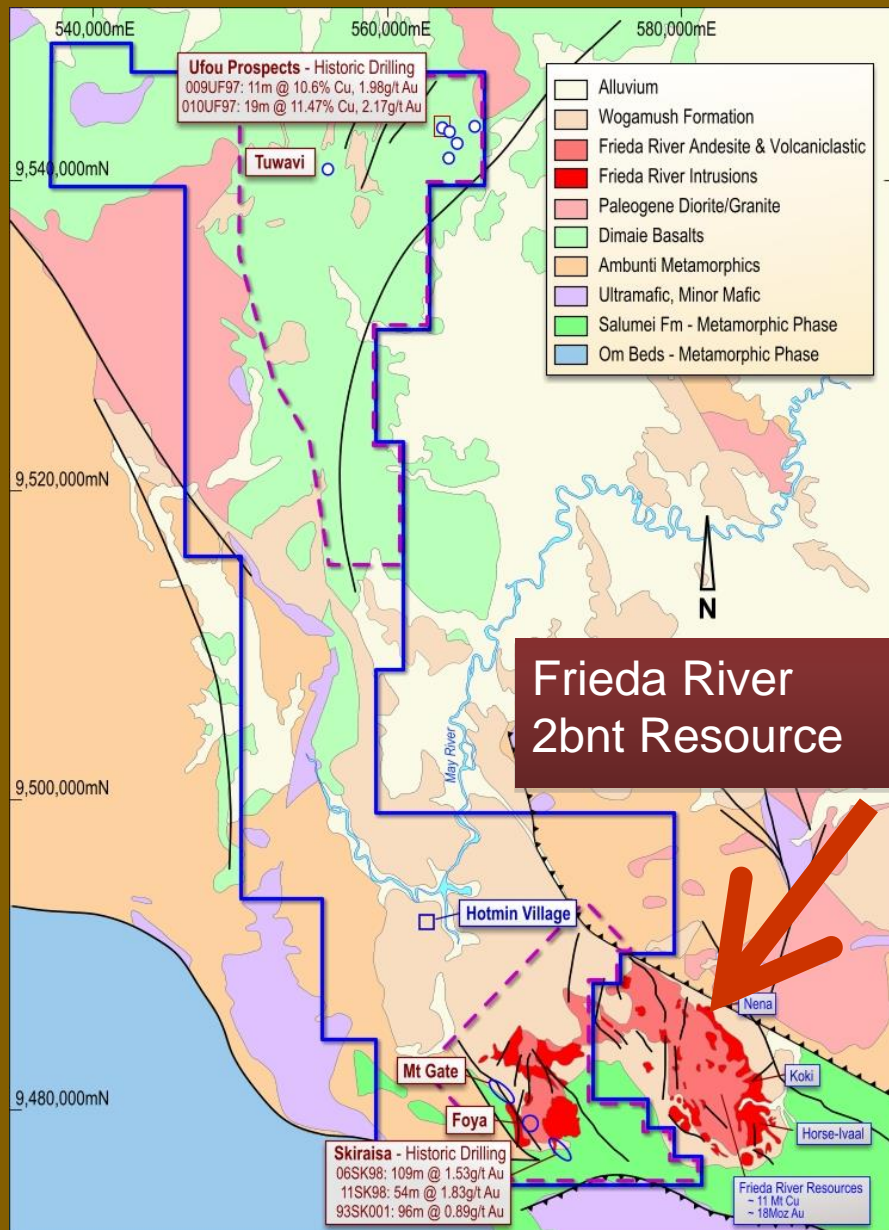 540,000mE
560,000mE
580,000mE
Ufou Prospects - Historic Drilling
009UF97: 11m @ 10.6% Cu, 1.98g/t Au
010UF97: 19m @ 11.47% Cu, 2.17g/t Au
Tuwavi
9,540,000mN
Alluvium
Wogamush Formation
Frieda River Andesite & Volcaniclastic
Frieda River Intrusions
Paleogene Diorite/Granite
Dimaie Basalts
Ambunti Metamorphics
Ultramafic, Minor Mafic
Salumei Fm - Metamorphic Phase
Om Beds - Metamorphic Phase
9,520,000mN
N
Frieda River
2bnt Resource
May River
9,500,000mN
Hotmin Village
Nena
Mt Gate
Koki
9,480,000mN
Foya
Horse-Ivaal
Skiraisa - Historic Drilling
06SK98: 109m @ 1.53g/t Au
11SK98: 54m @ 1.83g/t Au
93SK001: 96m @ 0.89g/t Au
Frieda River Resources
~ 11 Mt Cu
~ 18Moz Au